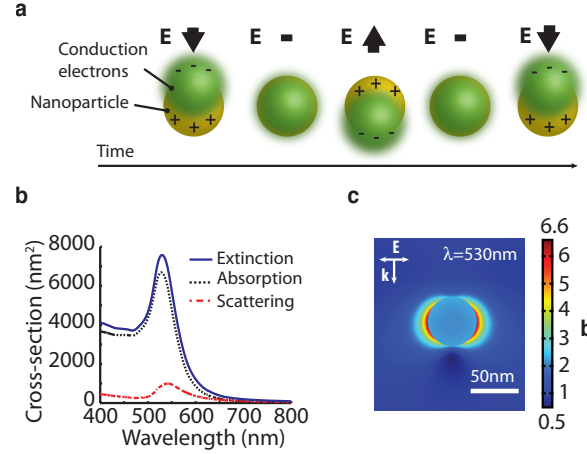 a
E E - E E - E
Conduction
electrons
Nanoparticle
- - -
+ + +
+ + +
- - -
- - -
+ + +
Time
b
Cross-section (nm²)
8000
6000
4000
2000
0
400 500 600 700 800
Wavelength (nm)
Extinction
Absorption
Scattering
c
E
k
λ=530nm
50nm
6.6
6
5
4
3
2
1
0.5
b